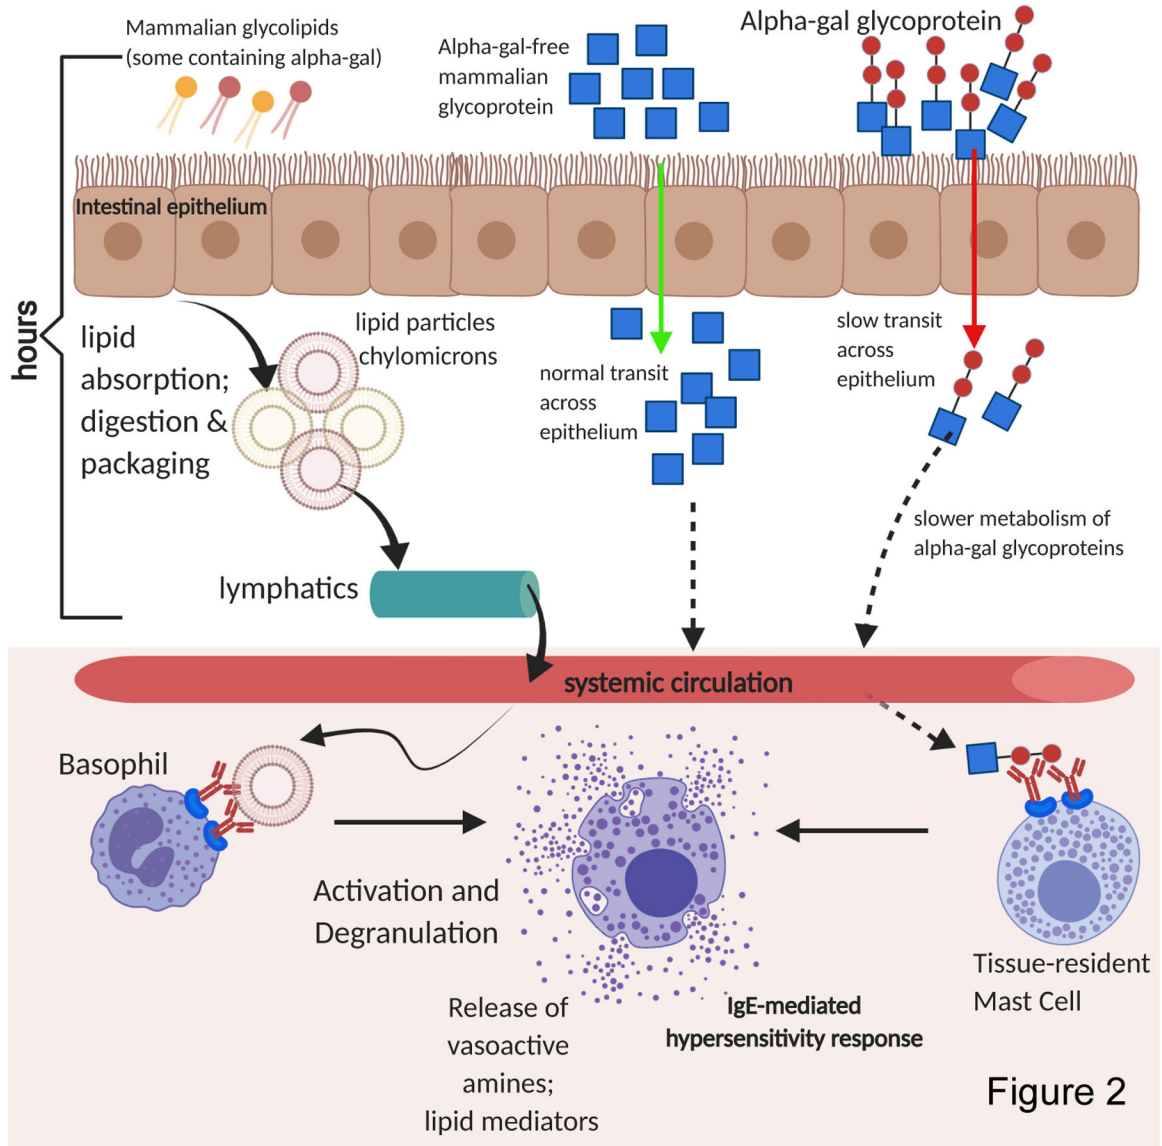 Mammalian glycolipids
(some containing alpha-gal)
Alpha-gal-free
mammalian
glycoprotein
Alpha-gal glycoprotein
Intestinal epithelium
hours
lipid
absorption;
digestion &
packaging
lipid particles
chylomicrons
normal transit
across
epithelium
slow transit
across
epithelium
slower metabolism of
alpha-gal glycoproteins
lymphatics
systemic circulation
Basophil
Activation and
Degranulation
Release of
vasoactive
amines;
lipid mediators
IgE-mediated
hypersensitivity response
Tissue-resident
Mast Cell
Figure 2